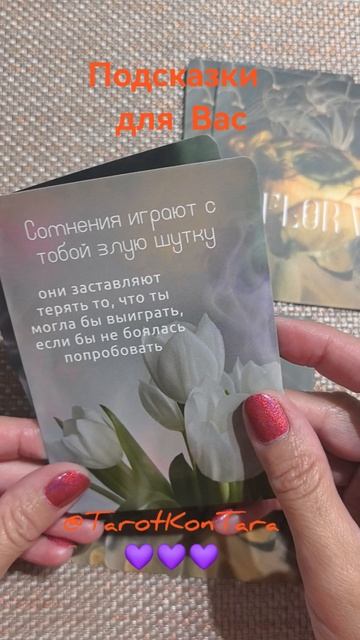 Подсказки
для Вас
FLOR
Сомнения играют с
тобой злую шутку
они заставляют
терять то, что ты
могла бы выиграть,
если бы не боялась
попробовать
@TarotKonTara
💜💜💜